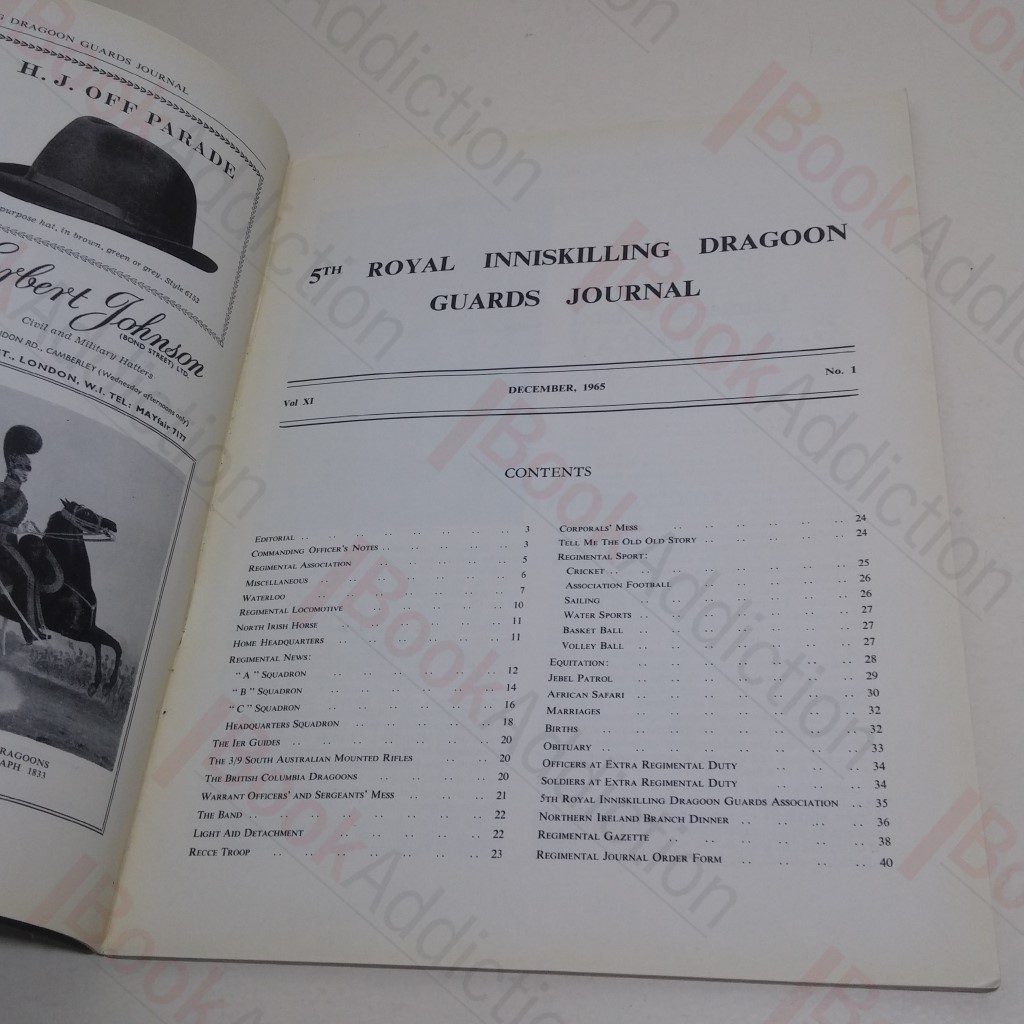 DRAGOON GUARDS JOURNAL
H. J. OFF PARADE
purpose hat, in brown, green or grey. Style 6153
Johnson
(BOND STREET) LTD.
Civil and Military Hatters
RD., CAMBERLEY (Wednesday afternoons only)
ST., LONDON, W.I. TEL: MAYfair 7177
1833
5TH ROYAL INNISKILLING DRAGOON
GUARDS JOURNAL
Vol XI DECEMBER, 1965 No. 1
CONTENTS
EDITORIAL .. 3
COMMANDING OFFICER'S NOTES .. 3
REGIMENTAL ASSOCIATION .. 5
MISCELLANEOUS .. 6
WATERLOO .. 7
REGIMENTAL LOCOMOTIVE .. 10
NORTH IRISH HORSE .. 11
HOME HEADQUARTERS .. 11
REGIMENTAL NEWS:
"A" SQUADRON .. 12
"B" SQUADRON .. 14
"C" SQUADRON .. 16
HEADQUARTERS SQUADRON .. 18
THE IER GUIDES .. 20
THE 3/9 SOUTH AUSTRALIAN MOUNTED RIFLES .. 20
THE BRITISH COLUMBIA DRAGOONS .. 20
WARRANT OFFICERS' AND SERGEANTS' MESS .. 21
THE BAND .. 22
LIGHT AID DETACHMENT .. 22
RECCE TROOP .. 23
CORPORALS' MESS .. 24
TELL ME THE OLD OLD STORY .. 24
REGIMENTAL SPORT:
CRICKET .. 25
ASSOCIATION FOOTBALL .. 26
SAILING .. 26
WATER SPORTS .. 27
BASKET BALL .. 27
VOLLEY BALL .. 27
EQUITATION: .. 28
JEBEL PATROL .. 29
AFRICAN SAFARI .. 30
MARRIAGES .. 32
BIRTHS .. 32
OBITUARY .. 33
OFFICERS AT EXTRA REGIMENTAL DUTY .. 34
SOLDIERS AT EXTRA REGIMENTAL DUTY .. 34
5TH ROYAL INNISKILLING DRAGOON GUARDS ASSOCIATION .. 35
NORTHERN IRELAND BRANCH DINNER .. 36
REGIMENTAL GAZETTE .. 38
REGIMENTAL JOURNAL ORDER FORM .. 40
BookAddiction